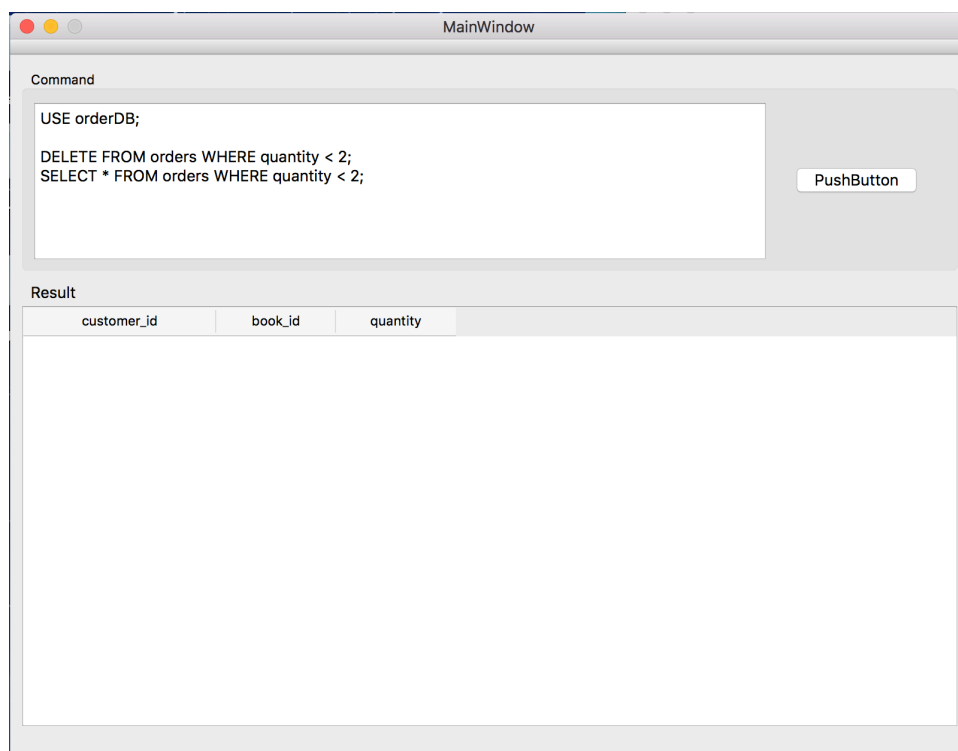 MainWindow
Command
USE orderDB;
DELETE FROM orders WHERE quantity < 2;
SELECT * FROM orders WHERE quantity < 2;
PushButton
Result
customer_id book_id quantity